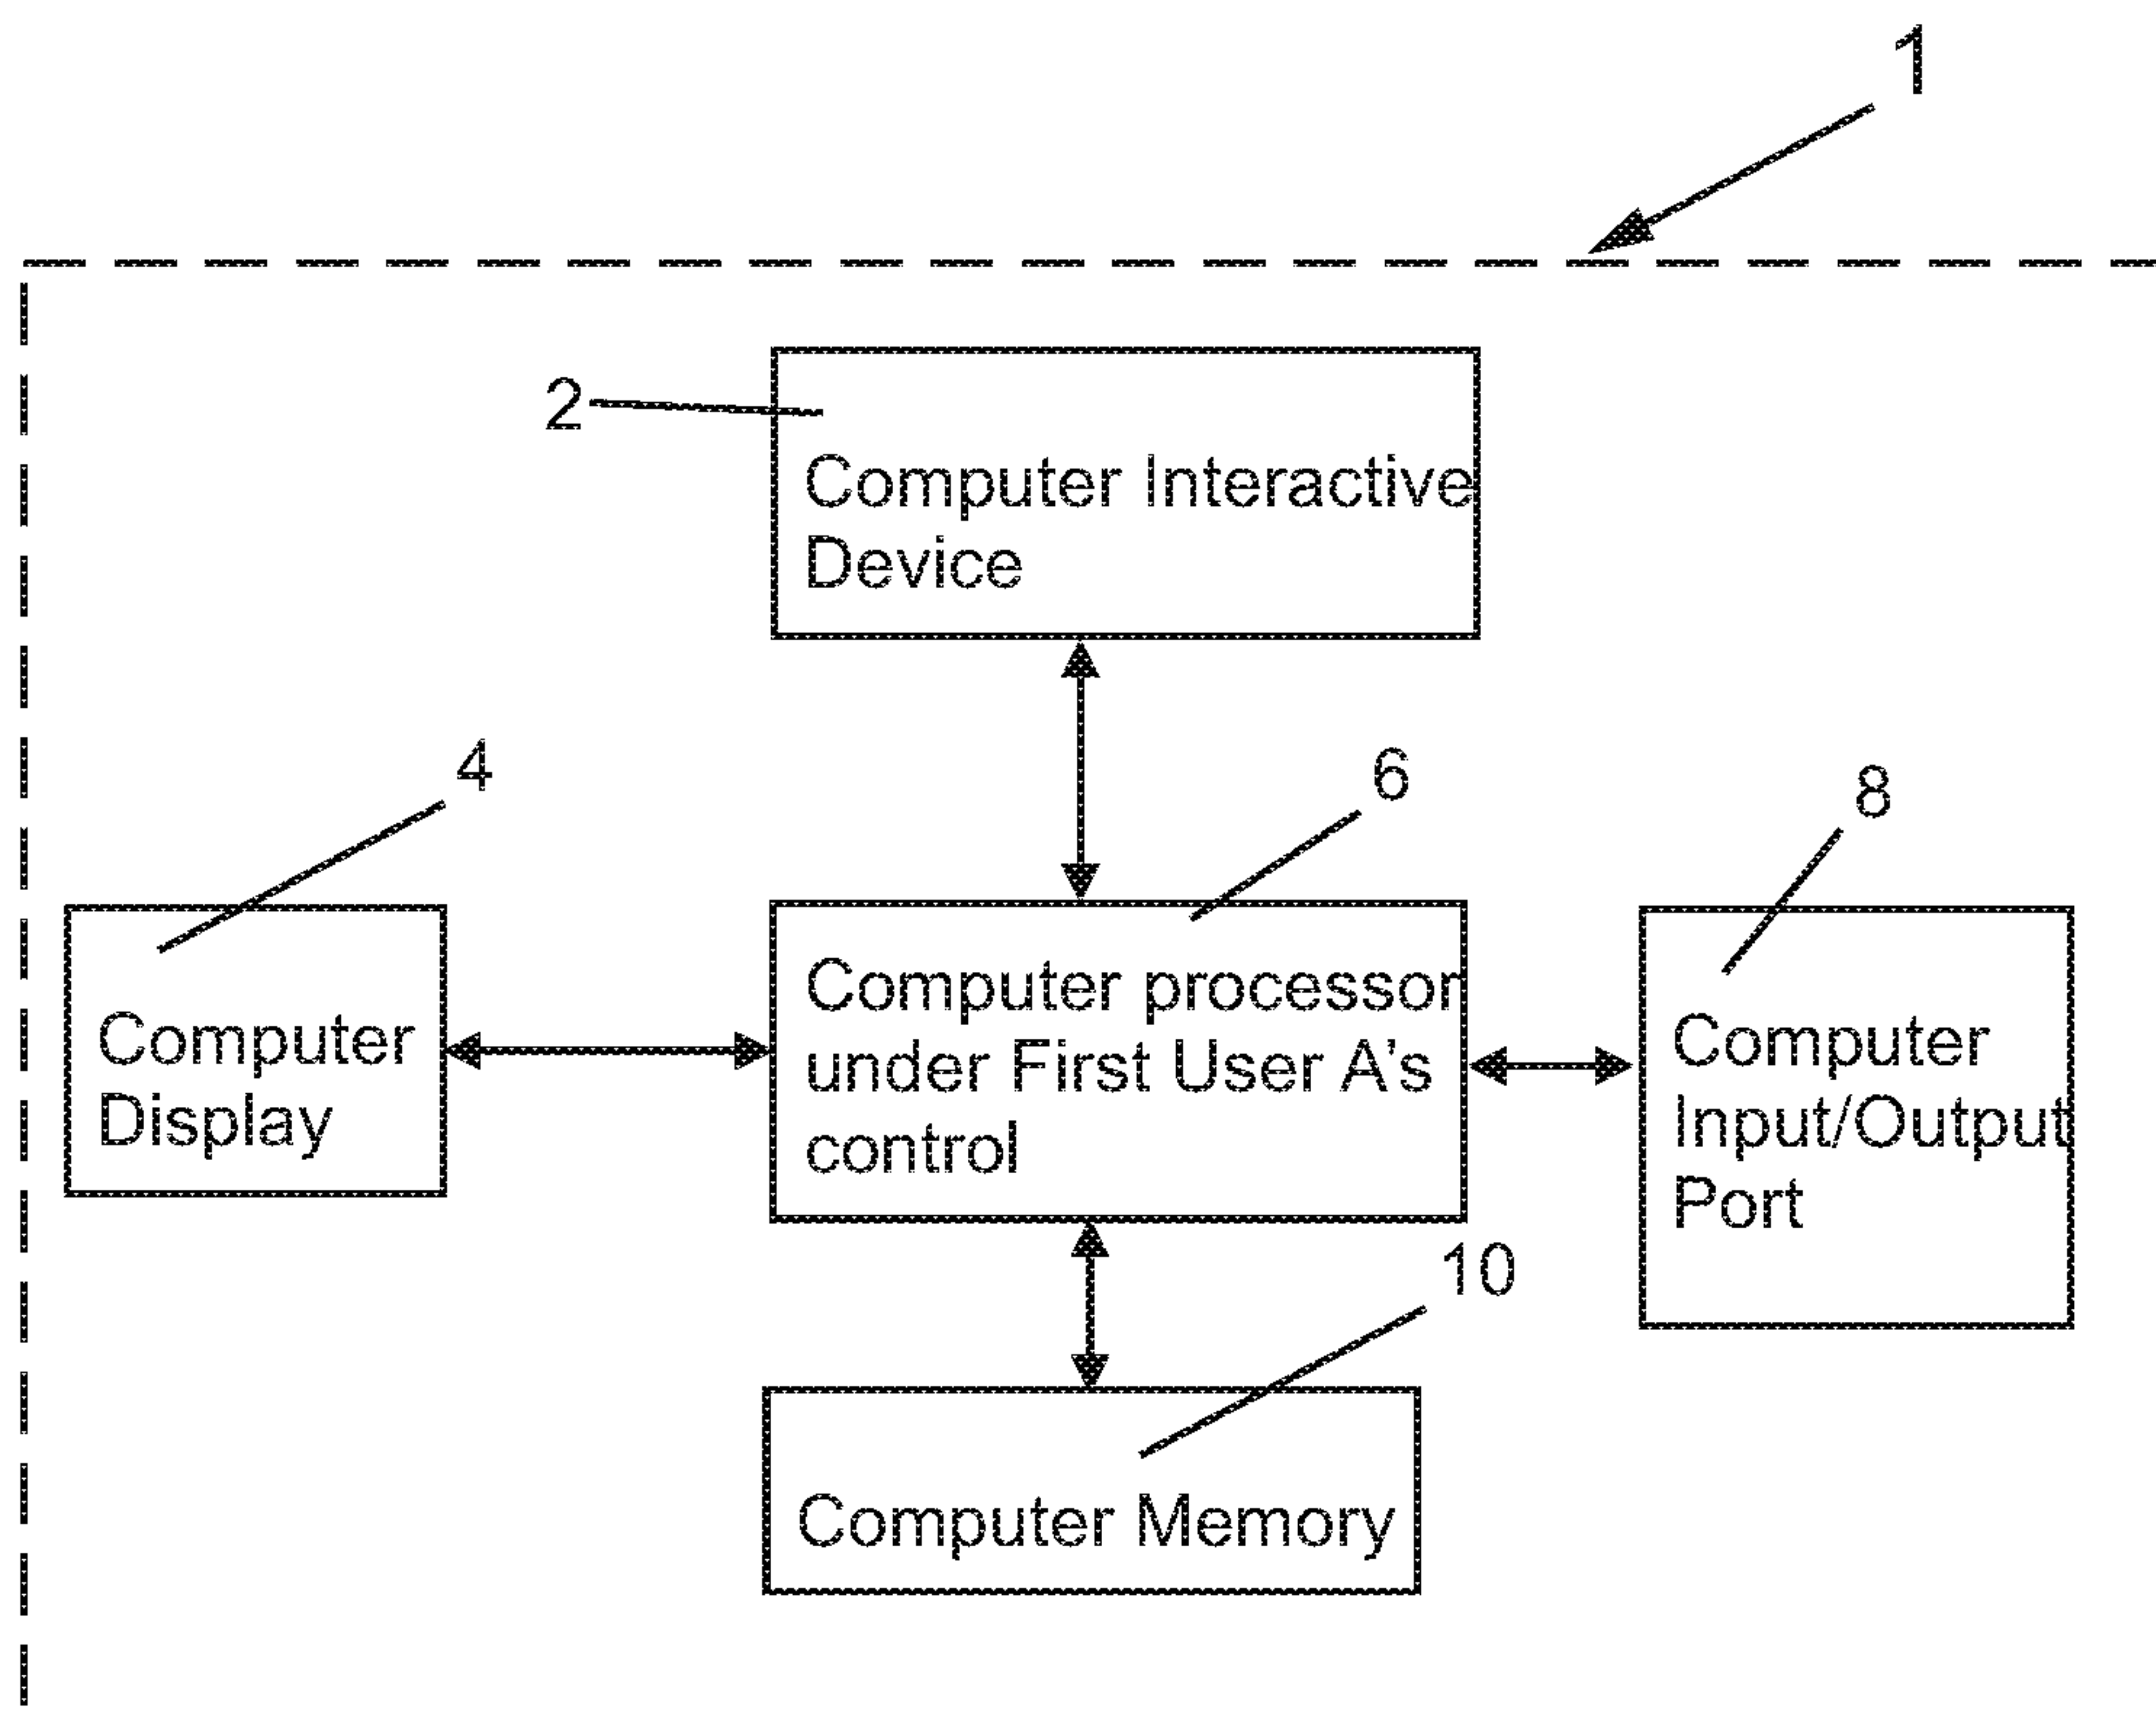 1
2
Computer Interactive
Device
4
6
8
Computer
Display
Computer processor
under First User A's
control
Computer
Input/Output
Port
10
Computer Memory